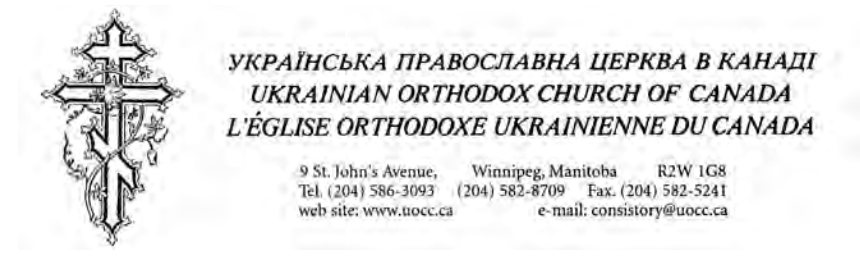 УКРАЇНСЬКА ПРАВОСЛАВНА ЦЕРКВА В КАНАДІ
UKRAINIAN ORTHODOX CHURCH OF CANADA
L'ÉGLISE ORTHODOXE UKRAINIENNE DU CANADA
9 St. John's Avenue, Winnipeg, Manitoba R2W 1G8
Tel. (204) 586-3093 (204) 582-8709 Fax. (204) 582-5241
web site: www.uocc.ca e-mail: consistory@uocc.ca